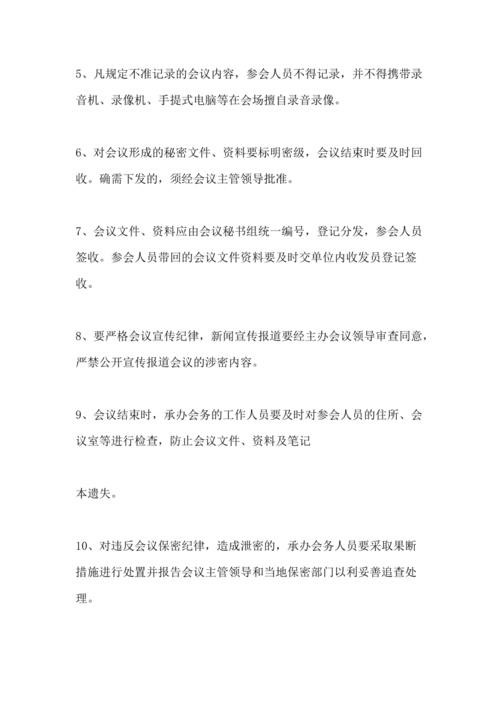 5、凡规定不准记录的会议内容，参会人员不得记录，并不得携带录
音机、录像机、手提式电脑等在会场擅自录音录像。
6、对会议形成的秘密文件、资料要标明密级，会议结束时要及时回
收。确需下发的，须经会议主管领导批准。
7、会议文件、资料应由会议秘书组统一编号，登记分发，参会人员
签收。参会人员带回的会议文件资料要及时交单位内收发员登记签
收。
8、要严格会议宣传纪律，新闻宣传报道要经主办会议领导审查同意，
严禁公开宣传报道会议的涉密内容。
9、会议结束时，承办会务的工作人员要及时对参会人员的住所、会
议室等进行检查，防止会议文件、资料及笔记
本遗失。
10、对违反会议保密纪律，造成泄密的，承办会务人员要采取果断
措施进行处置并报告会议主管领导和当地保密部门以利妥善追查处
理。